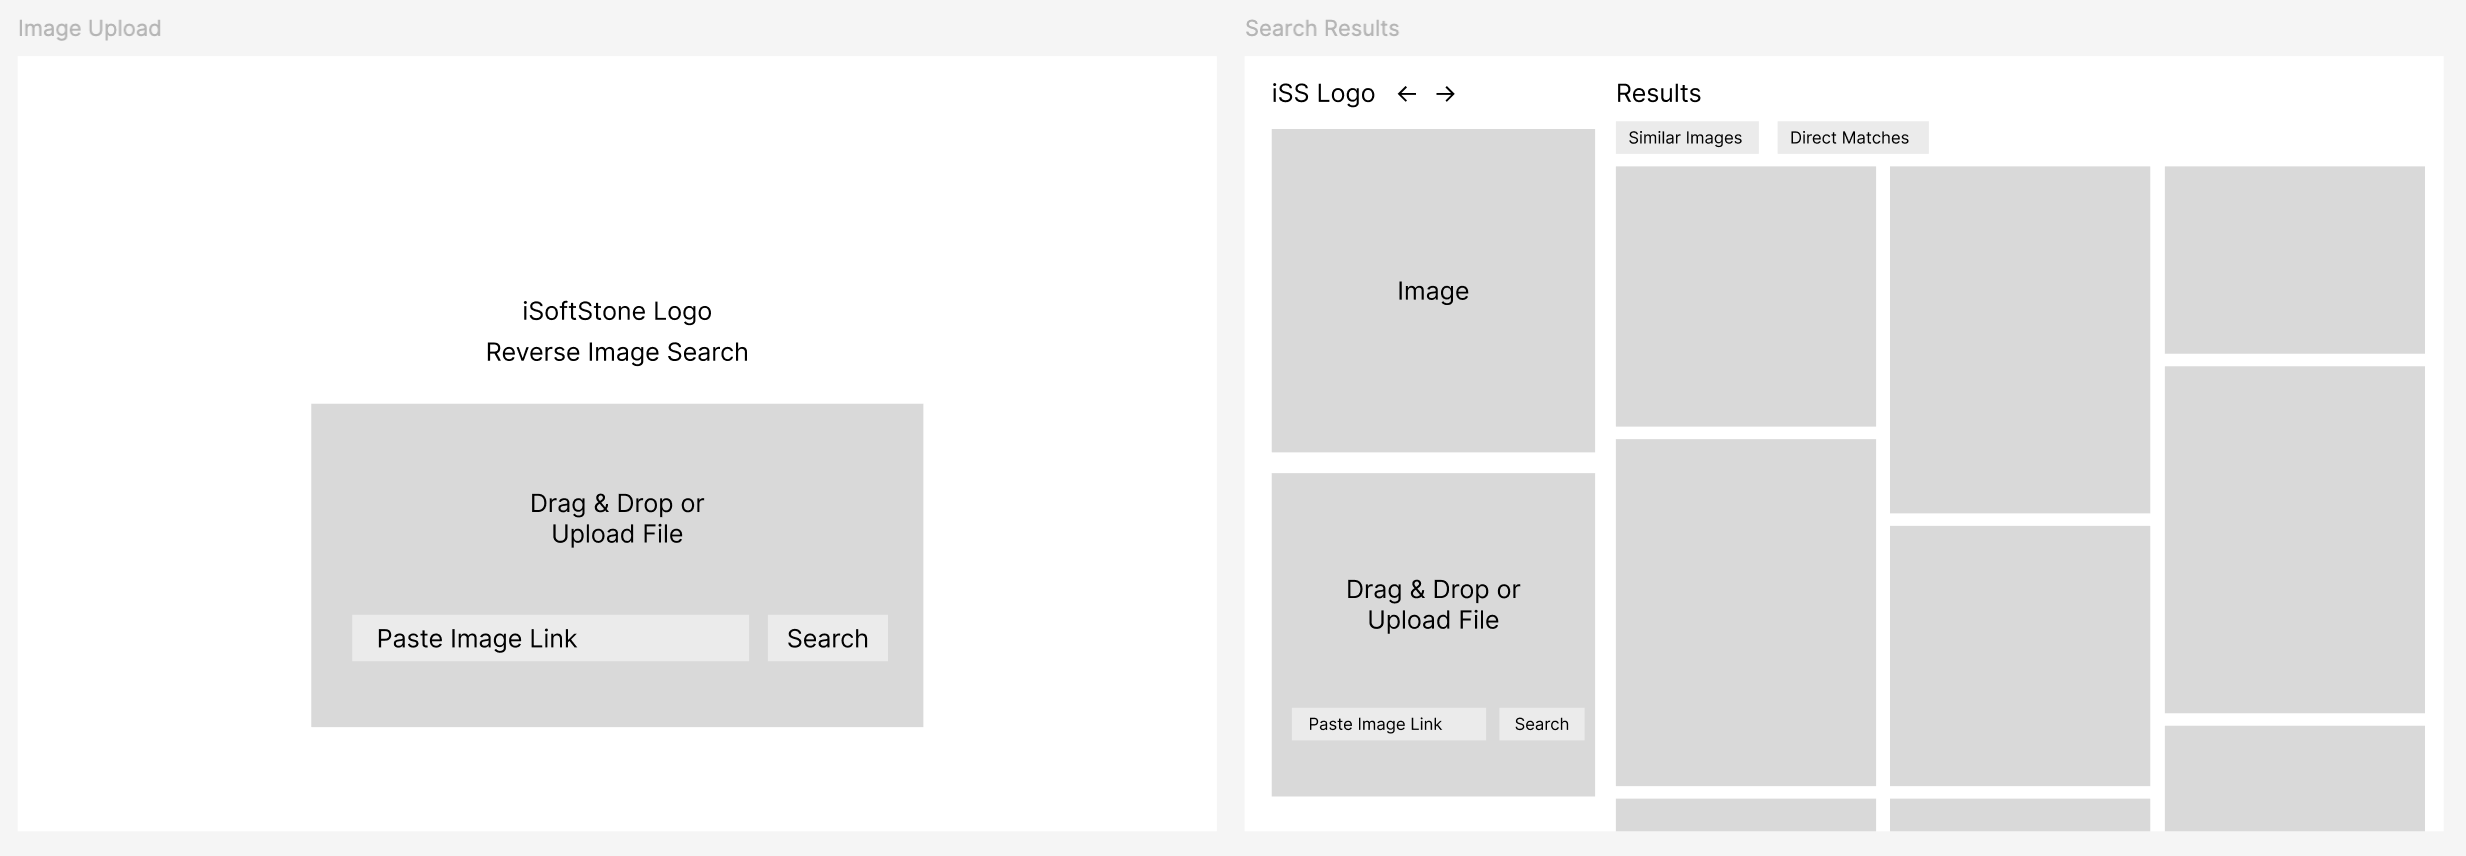 Image Upload
iSoftStone Logo
Reverse Image Search
Drag & Drop or
Upload File
Paste Image Link
Search
Search Results
iSS Logo ← →
Image
Drag & Drop or
Upload File
Paste Image Link
Search
Results
Similar Images
Direct Matches